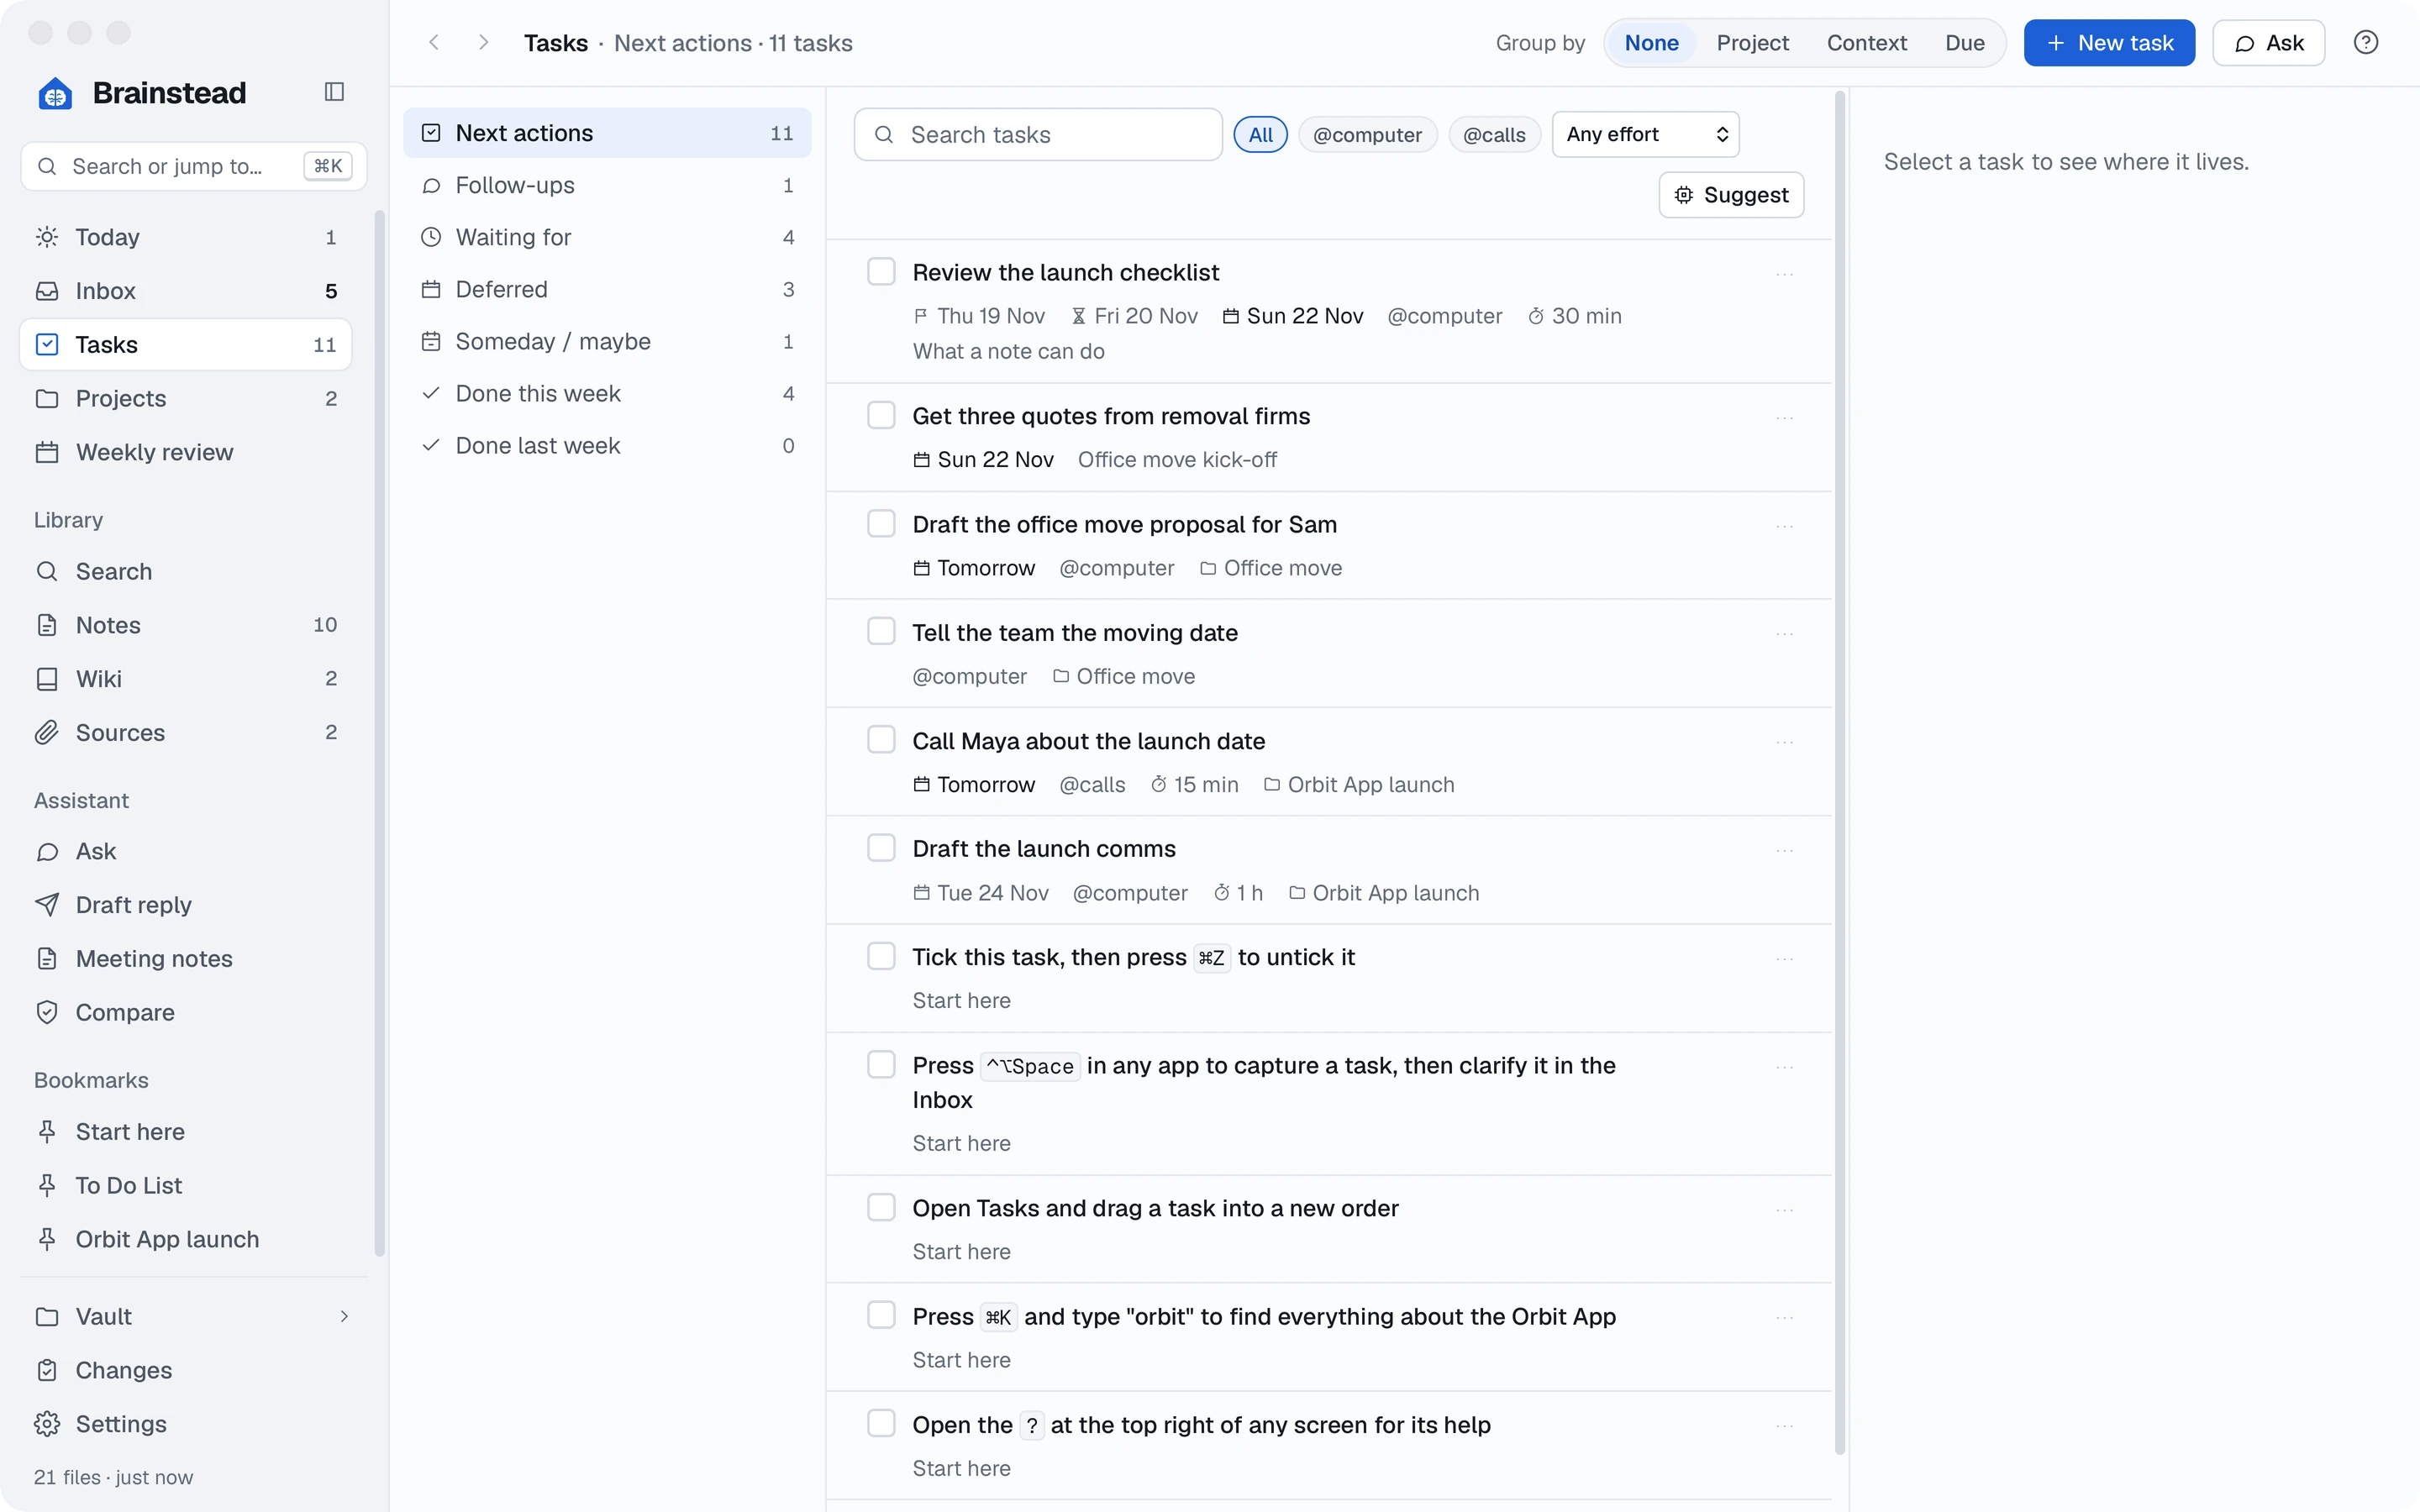 Brainstead
Search or jump to... ⌘K
Today 1
Inbox 5
Tasks 11
Projects 2
Weekly review
Library
Search
Notes 10
Wiki 2
Sources 2
Assistant
Ask
Draft reply
Meeting notes
Compare
Bookmarks
Start here
To Do List
Orbit App launch
Vault
Changes
Settings
21 files · just now
Tasks · Next actions · 11 tasks
Group by None Project Context Due
+ New task
Ask
?
Next actions 11
Follow-ups 1
Waiting for 4
Deferred 3
Someday / maybe 1
Done this week 4
Done last week 0
Search tasks All @computer @calls Any effort
Suggest
Review the launch checklist
Thu 19 Nov Fri 20 Nov Sun 22 Nov @computer 30 min
What a note can do
Get three quotes from removal firms
Sun 22 Nov Office move kick-off
Draft the office move proposal for Sam
Tomorrow @computer Office move
Tell the team the moving date
@computer Office move
Call Maya about the launch date
Tomorrow @calls 15 min Orbit App launch
Draft the launch comms
Tue 24 Nov @computer 1 h Orbit App launch
Tick this task, then press ⌘Z to untick it
Start here
Press ^⌥Space in any app to capture a task, then clarify it in the
Inbox
Start here
Open Tasks and drag a task into a new order
Start here
Press ⌘K and type "orbit" to find everything about the Orbit App
Start here
Open the ? at the top right of any screen for its help
Start here
Select a task to see where it lives.